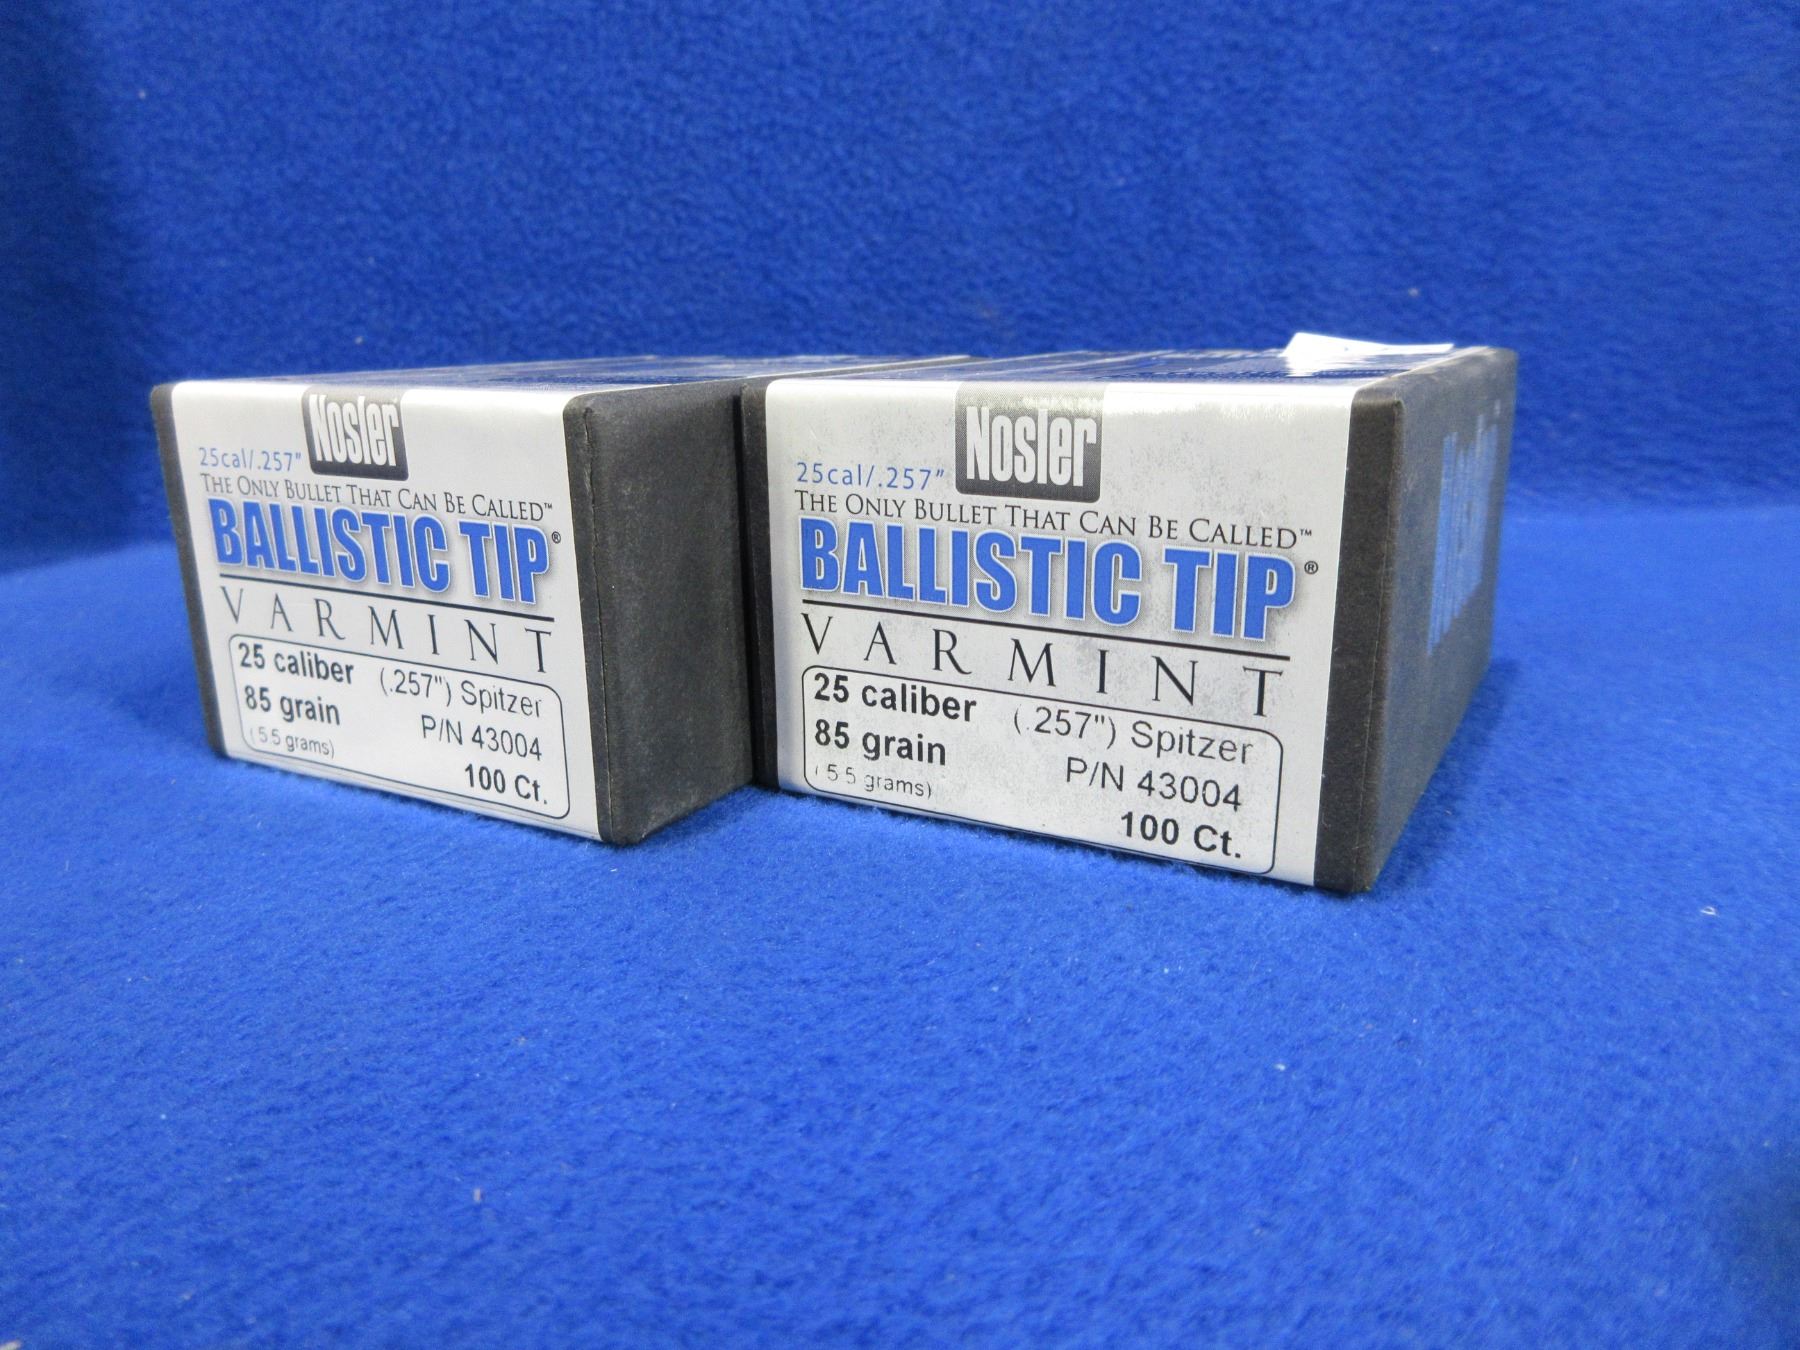 Nosler
25cal/.257"
The Only Bullet That Can Be Called™
BALLISTIC TIP®
VARMINT
25 caliber (.257") Spitzer
85 grain P/N 43004
(5.5 grams) 100 Ct.
Nosler
25cal/.257"
The Only Bullet That Can Be Called™
BALLISTIC TIP®
VARMINT
25 caliber (.257") Spitzer
85 grain P/N 43004
(5.5 grams) 100 Ct.
Nosler